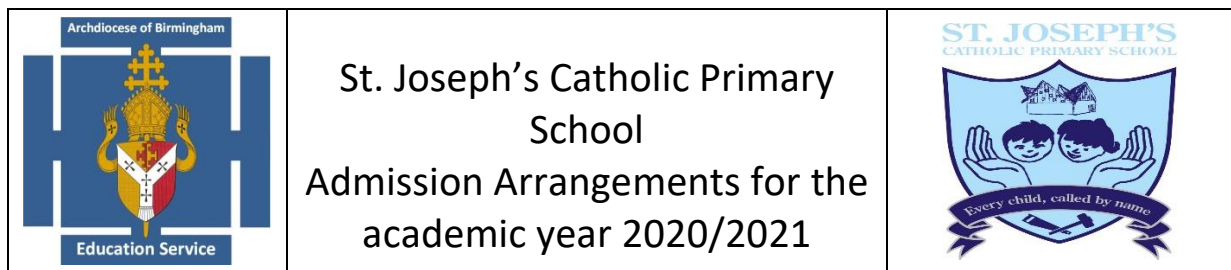 Archdiocese of Birmingham
Education Service
St. Joseph’s Catholic Primary
School
Admission Arrangements for the
academic year 2020/2021
ST. JOSEPH'S
CATHOLIC PRIMARY SCHOOL
Every child, called by name